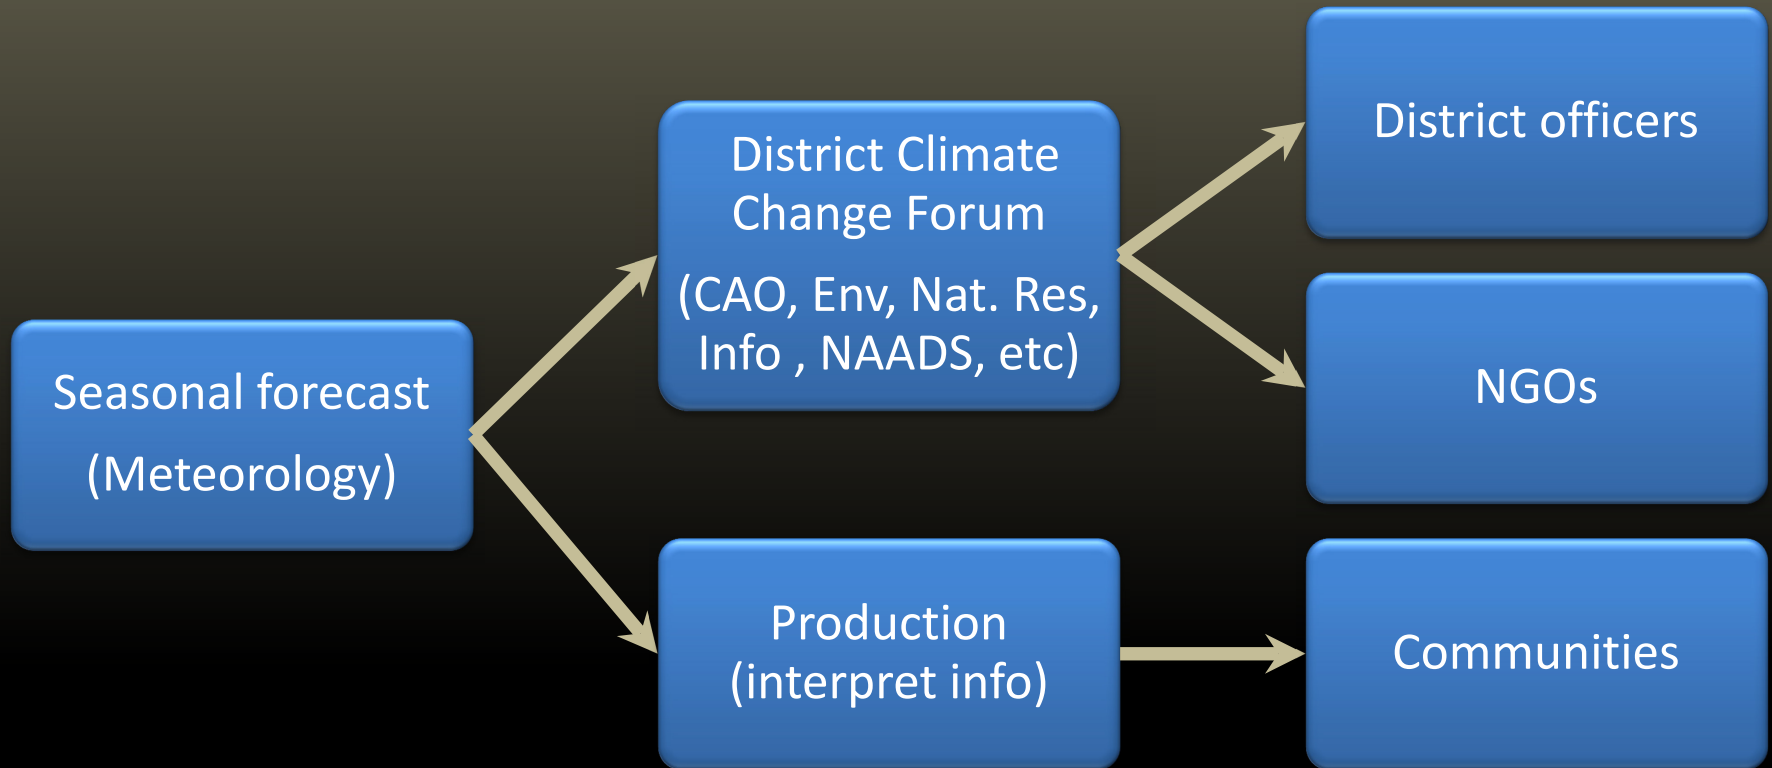 Seasonal forecast
(Meteorology)
District Climate
Change Forum
(CAO, Env, Nat. Res,
Info , NAADS, etc)
Production
(interpret info)
District officers
NGOs
Communities